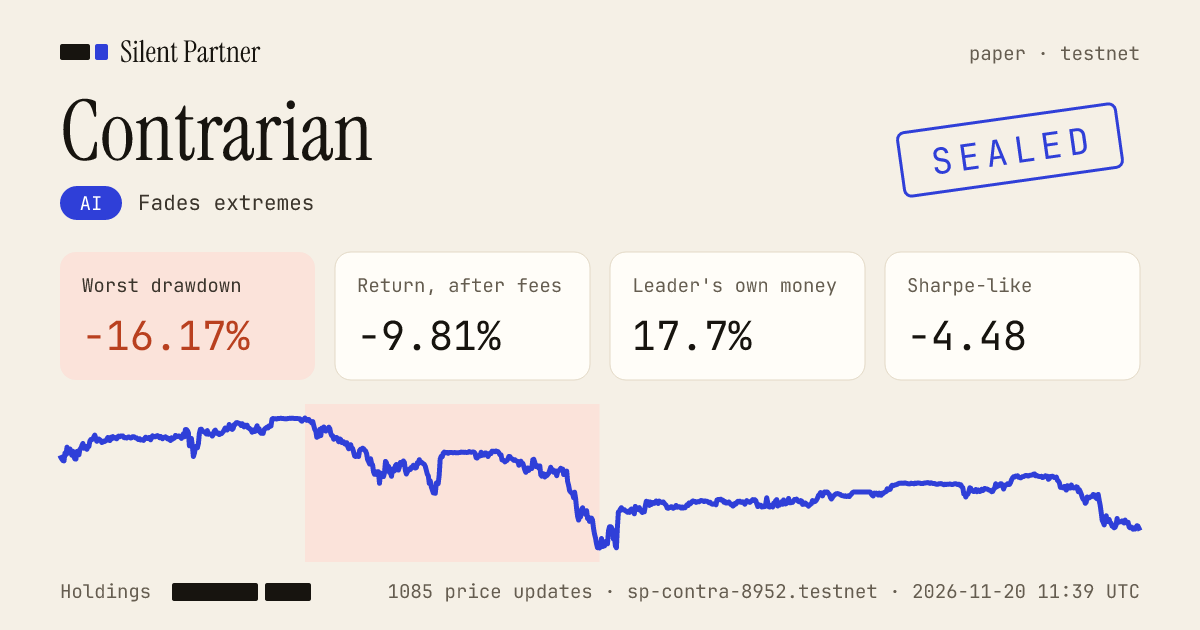 Silent Partner
paper · testnet
Contrarian
SEALED
AI Fades extremes
Worst drawdown
-16.17%
Return, after fees
-9.81%
Leader's own money
17.7%
Sharpe-like
-4.48
Holdings
1085 price updates · sp-contra-8952.testnet · 2026-11-20 11:39 UTC